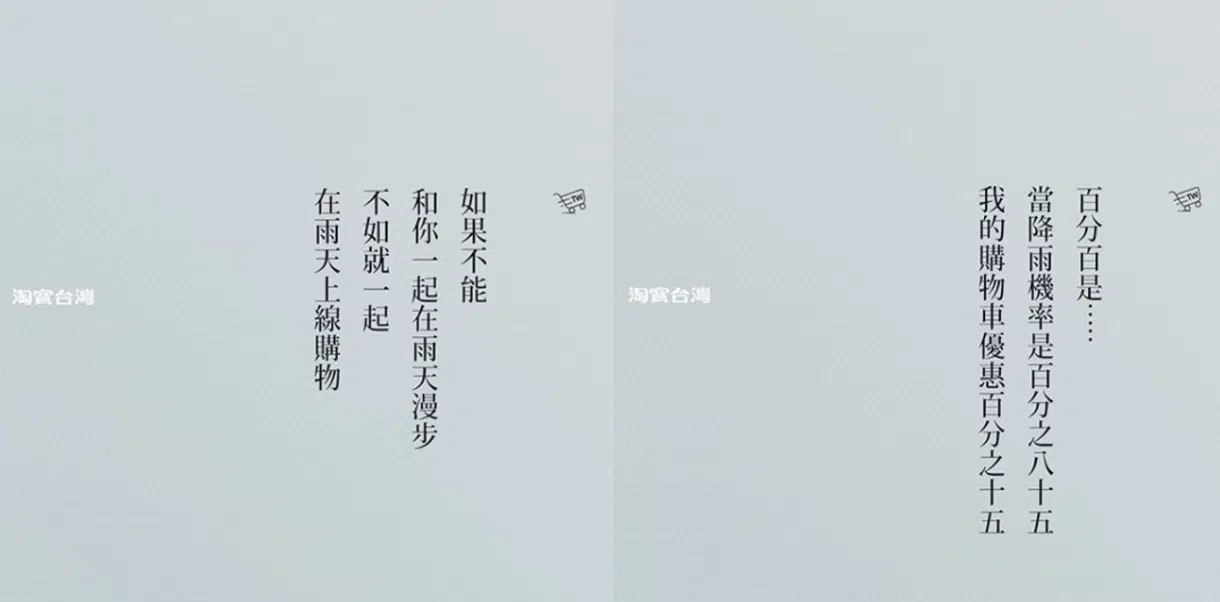 如果不能
和你一起在雨天漫步
不如就一起
在雨天上線購物
淘寶台灣
TW
百分百是……
當降雨機率是百分之八十五
我的購物車優惠百分之十五
淘寶台灣
TW